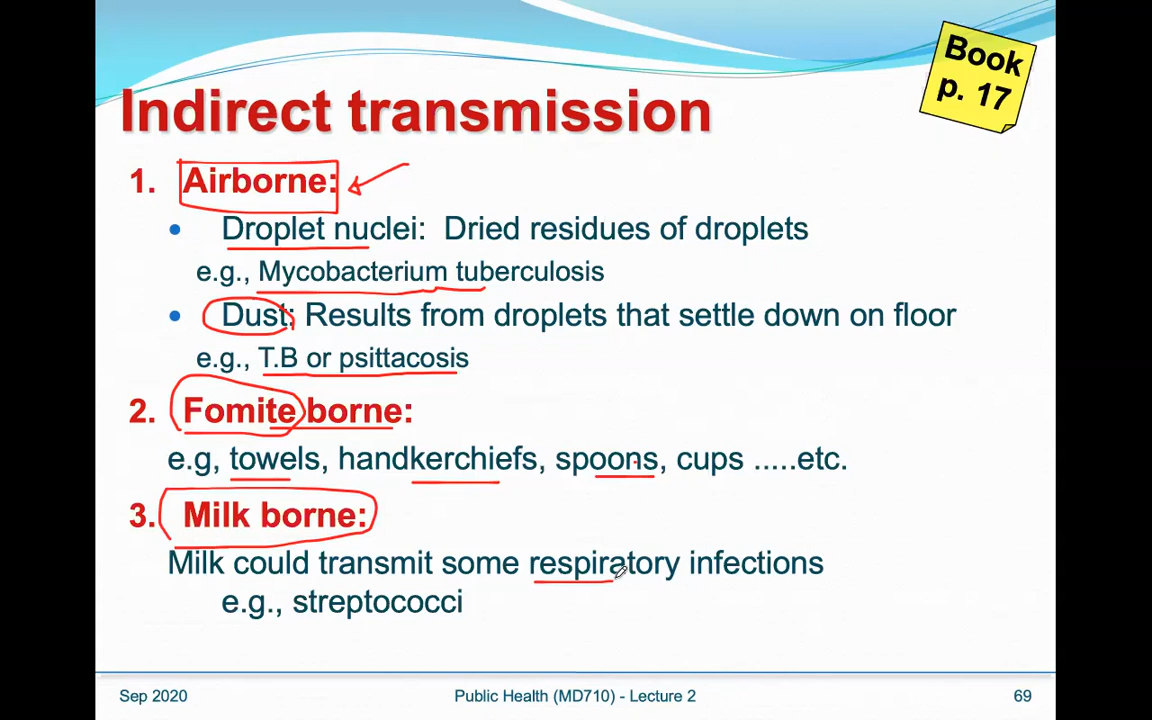 Book
p. 17
Indirect transmission
1. Airborne:
• Droplet nuclei: Dried residues of droplets
e.g., Mycobacterium tuberculosis
• Dust: Results from droplets that settle down on floor
e.g., T.B or psittacosis
2. Fomite borne:
e.g, towels, handkerchiefs, spoons, cups .....etc.
3. Milk borne:
Milk could transmit some respiratory infections
e.g., streptococci
Sep 2020 Public Health (MD710) - Lecture 2 69